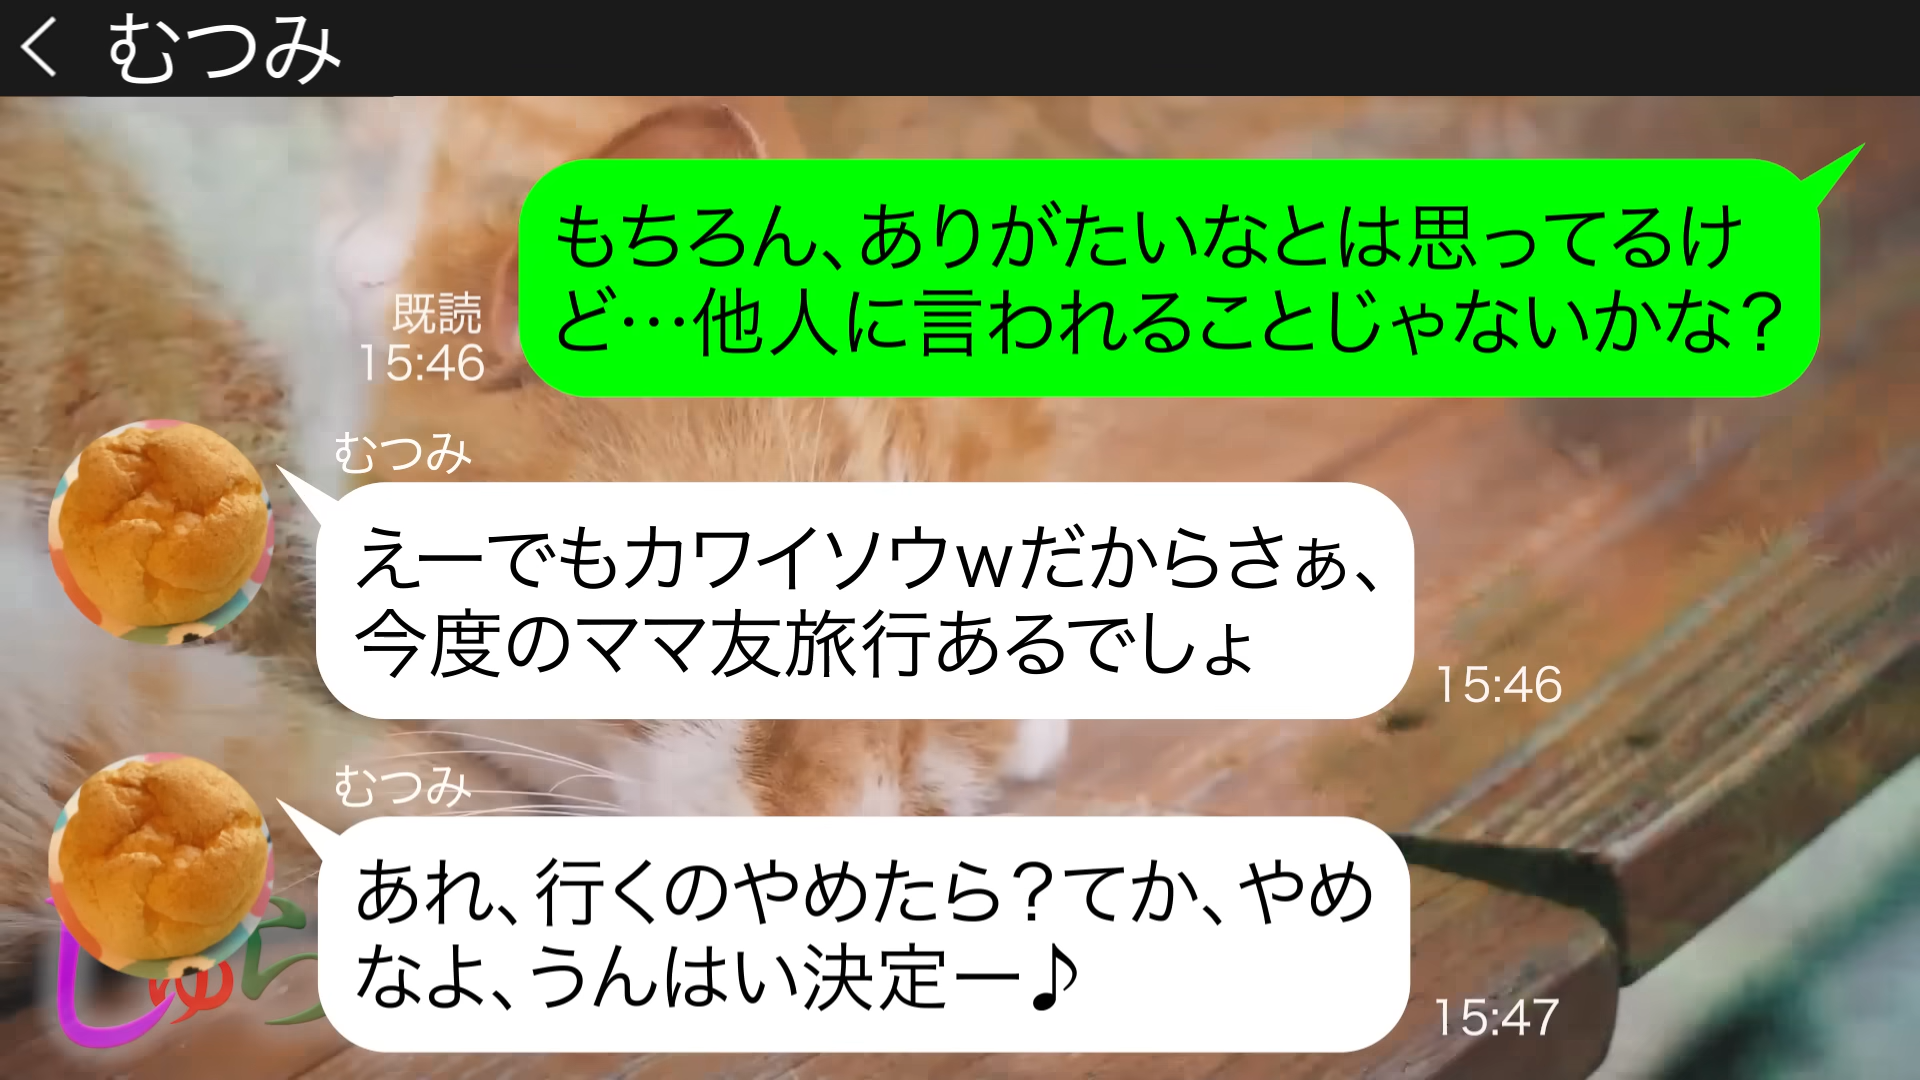 むつみ
もちろん、ありがたいなとは思ってるけ
ど…他人に言われることじゃないかな？
既読
15:46
むつみ
えーでもカワイソウwだからさぁ、
今度のママ友旅行あるでしょ
15:46
むつみ
あれ、行くのやめたら？てか、やめ
なよ、うんはい決定ー♪
15:47
しゅら